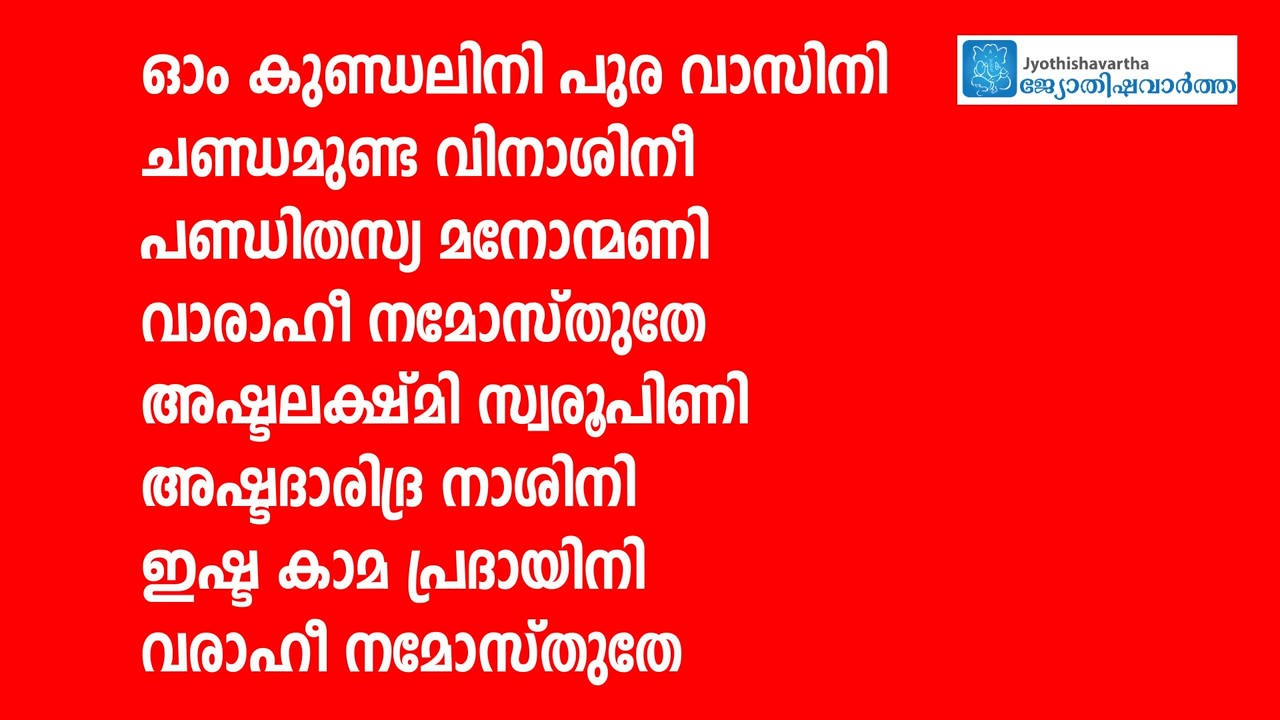 ഓം കുണ്ഡലിനി പുര വാസിനി
ചണ്ഡമുണ്ട വിനാശിനീ
പണ്ഡിതസ്യ മനോന്മണി
വാരാഹീ നമോസ്തുതേ
അഷ്ടലക്ഷ്മി സ്വരൂപിണി
അഷ്ടദാരിദ്ര നാശിനി
ഇഷ്ട കാമ പ്രദായിനി
വരാഹീ നമോസ്തുതേ
Jyothishavartha
ജ്യോതിഷവാർത്ത